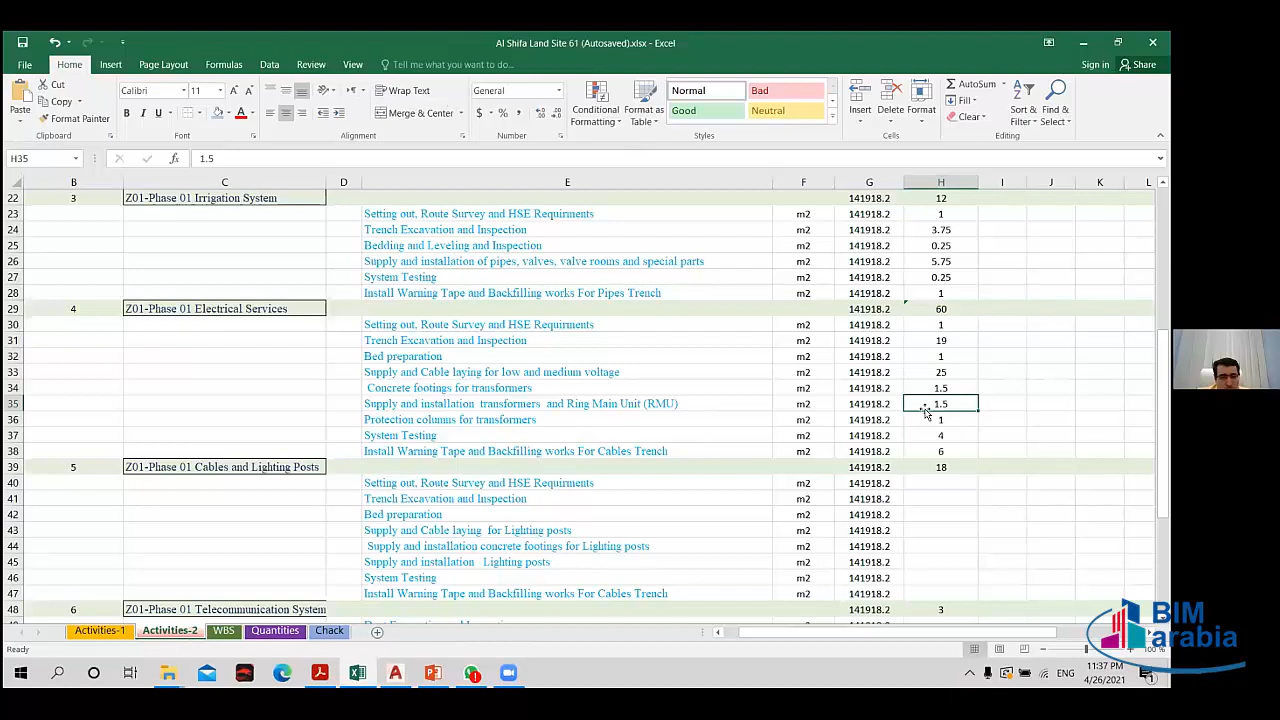 Al Shifa Land Site 61 (Autosaved).xlsx - Excel
File Home Insert Page Layout Formulas Data Review View Tell me what you want to do... Sign in Share
Paste Cut Copy Format Painter Clipboard
Calibri 11 B I U Font
Wrap Text Merge & Center Alignment
General $ % , Number
Conditional Formatting Format as Table Normal Bad Good Neutral Styles
Insert Delete Format Cells
AutoSum Fill Clear Sort & Filter Find & Select Editing
H35 fx 1.5
B C D E F G H I J K L
22 3 Z01-Phase 01 Irrigation System 141918.2 12
23 Setting out, Route Survey and HSE Requirments m2 141918.2 1
24 Trench Excavation and Inspection m2 141918.2 3.75
25 Bedding and Leveling and Inspection m2 141918.2 0.25
26 Supply and installation of pipes, valves, valve rooms and special parts m2 141918.2 5.75
27 System Testing m2 141918.2 0.25
28 Install Warning Tape and Backfilling works For Pipes Trench m2 141918.2 1
29 4 Z01-Phase 01 Electrical Services 141918.2 60
30 Setting out, Route Survey and HSE Requirments m2 141918.2 1
31 Trench Excavation and Inspection m2 141918.2 19
32 Bed preparation m2 141918.2 1
33 Supply and Cable laying for low and medium voltage m2 141918.2 25
34 Concrete footings for transformers m2 141918.2 1.5
35 Supply and installation transformers and Ring Main Unit (RMU) m2 141918.2 1.5
36 Protection columns for transformers m2 141918.2 1
37 System Testing m2 141918.2 4
38 Install Warning Tape and Backfilling works For Cables Trench m2 141918.2 6
39 5 Z01-Phase 01 Cables and Lighting Posts 141918.2 18
40 Setting out, Route Survey and HSE Requirments m2 141918.2
41 Trench Excavation and Inspection m2 141918.2
42 Bed preparation m2 141918.2
43 Supply and Cable laying for Lighting posts m2 141918.2
44 Supply and installation concrete footings for Lighting posts m2 141918.2
45 Supply and installation Lighting posts m2 141918.2
46 System Testing m2 141918.2
47 Install Warning Tape and Backfilling works For Cables Trench m2 141918.2
48 6 Z01-Phase 01 Telecommunication System 141918.2 3
Activities-1 Activities-2 WBS Quantities Chack
Ready 100 %
ENG 11:37 PM
4/26/2021
BIM
arabia